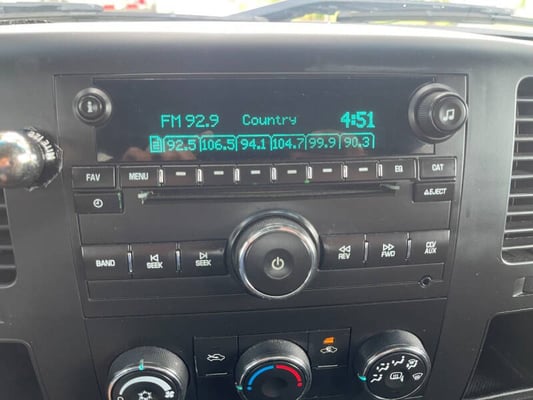 FM 92.9 Country 4:51
92.5 106.5 94.1 104.7 99.9 90.3
FAV MENU EQ CAT
EJECT
BAND SEEK SEEK REV FWD CD/AUX